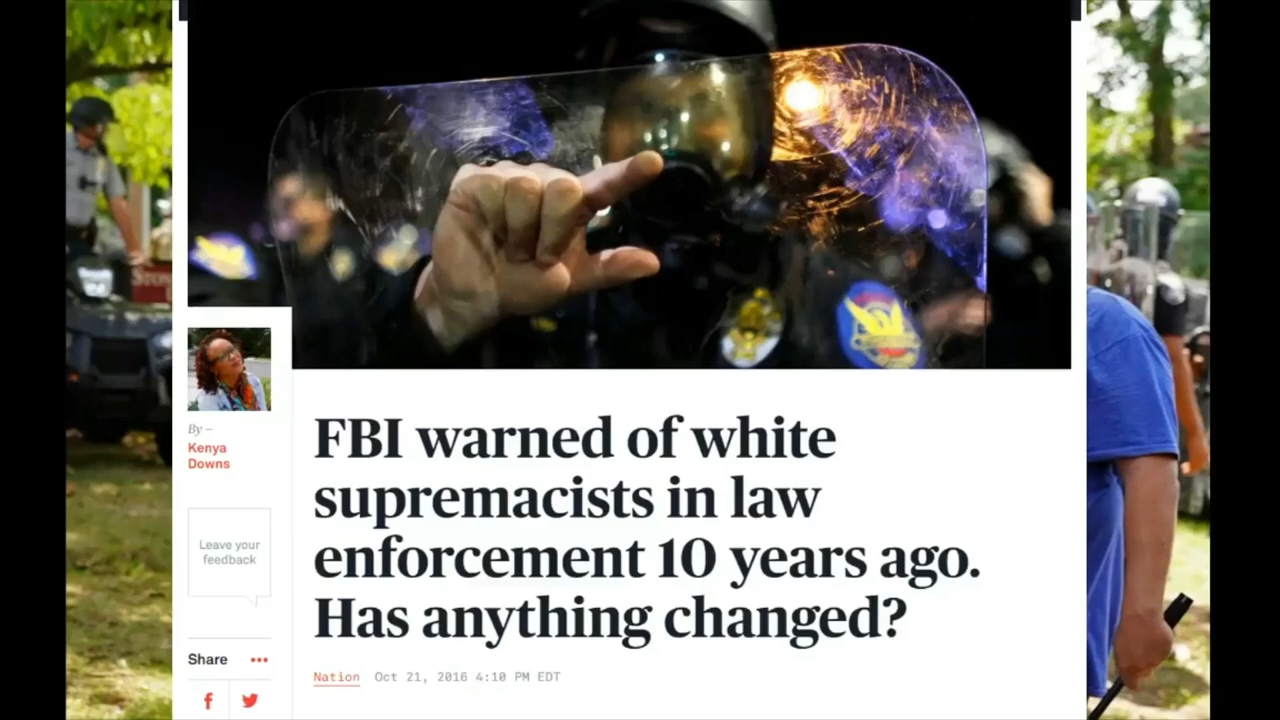 By –
Kenya
Downs
Leave your
feedback
Share
FBI warned of white
supremacists in law
enforcement 10 years ago.
Has anything changed?
Nation Oct 21, 2016 4:10 PM EDT